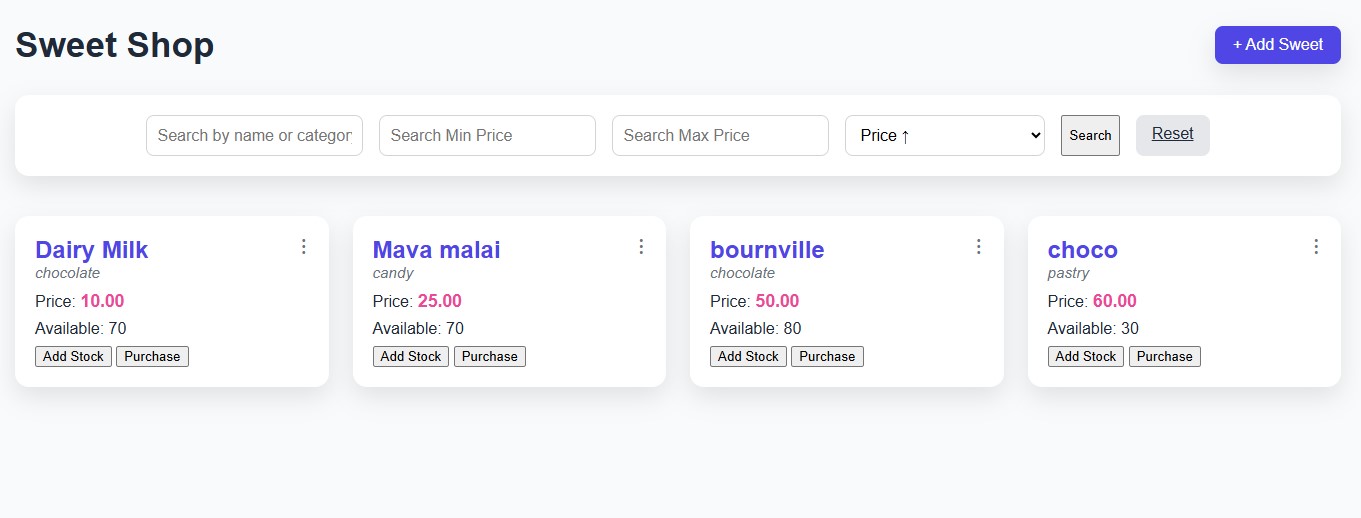 Sweet Shop
+ Add Sweet
Search by name or categor
Search Min Price
Search Max Price
Price ↑
Search
Reset
Dairy Milk
chocolate
Price: 10.00
Available: 70
Add Stock Purchase
Mava malai
candy
Price: 25.00
Available: 70
Add Stock Purchase
bournville
chocolate
Price: 50.00
Available: 80
Add Stock Purchase
choco
pastry
Price: 60.00
Available: 30
Add Stock Purchase